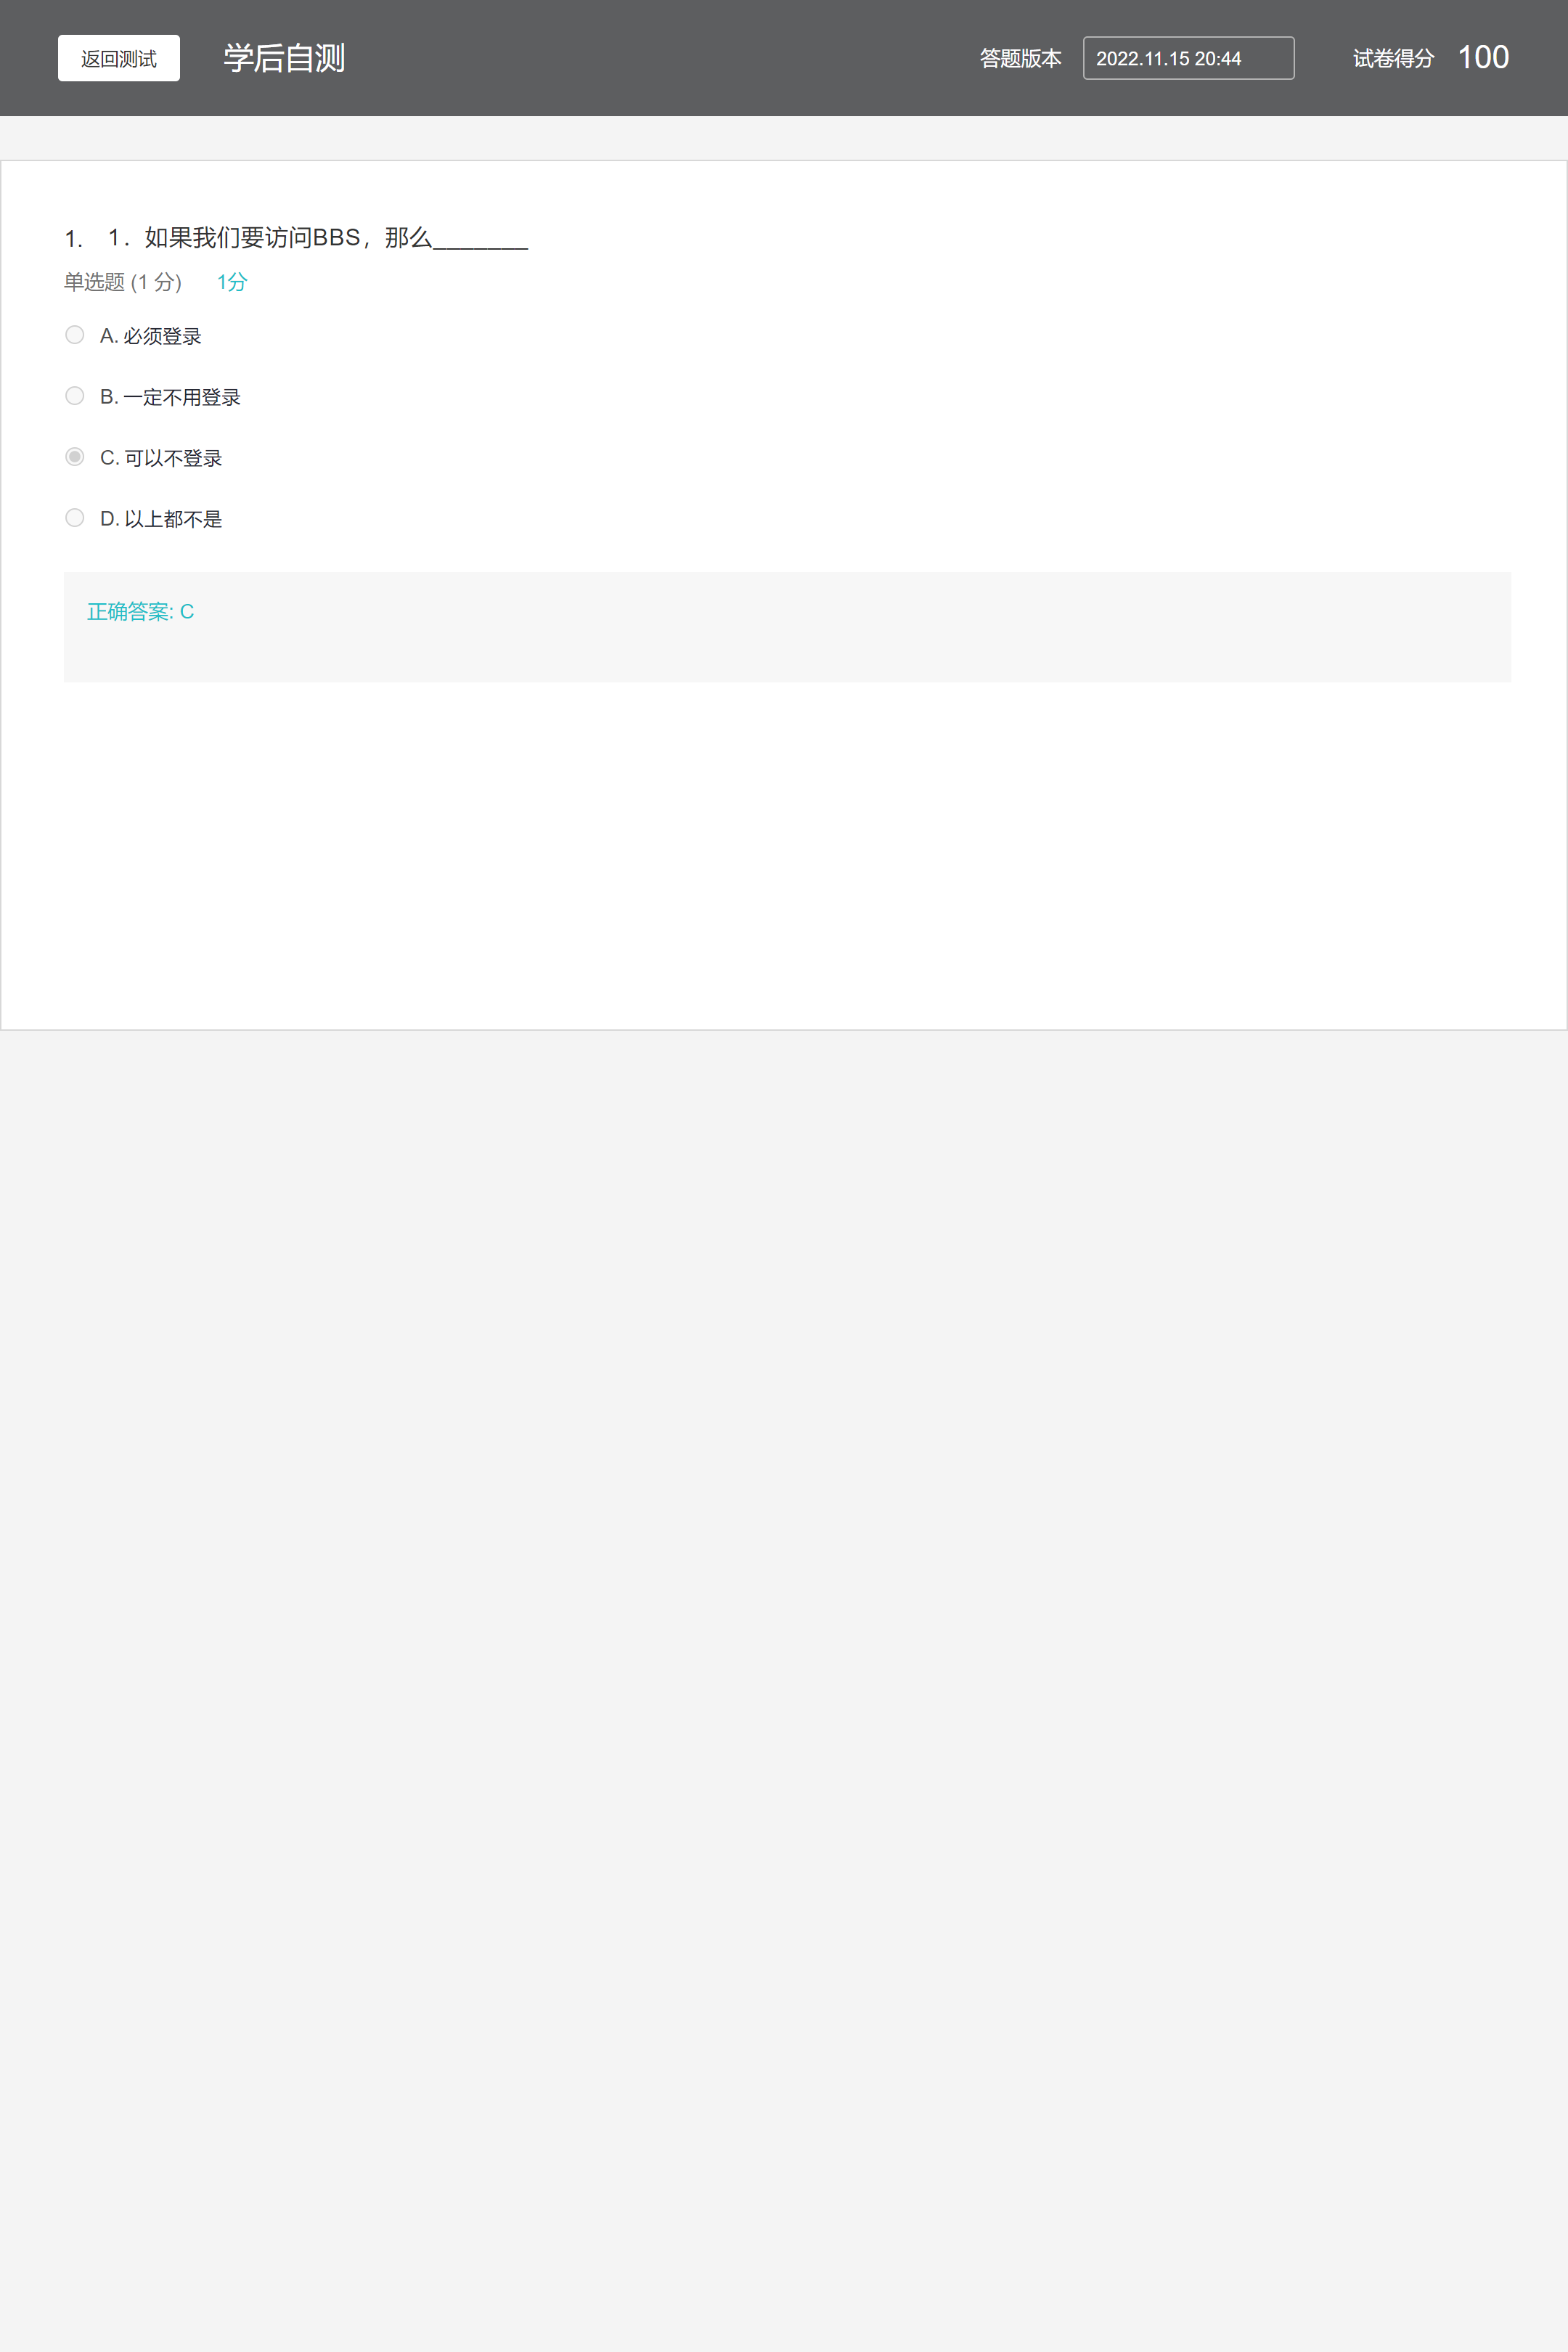 返回测试 学后自测 答题版本 2022.11.15 20:44 试卷得分 100
1. 1．如果我们要访问BBS，那么_______
单选题 (1 分) 1分
A. 必须登录
B. 一定不用登录
C. 可以不登录
D. 以上都不是
正确答案: C